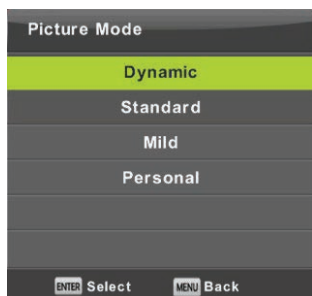 Picture Mode
Dynamic
Standard
Mild
Personal
ENTER Select MENU Back